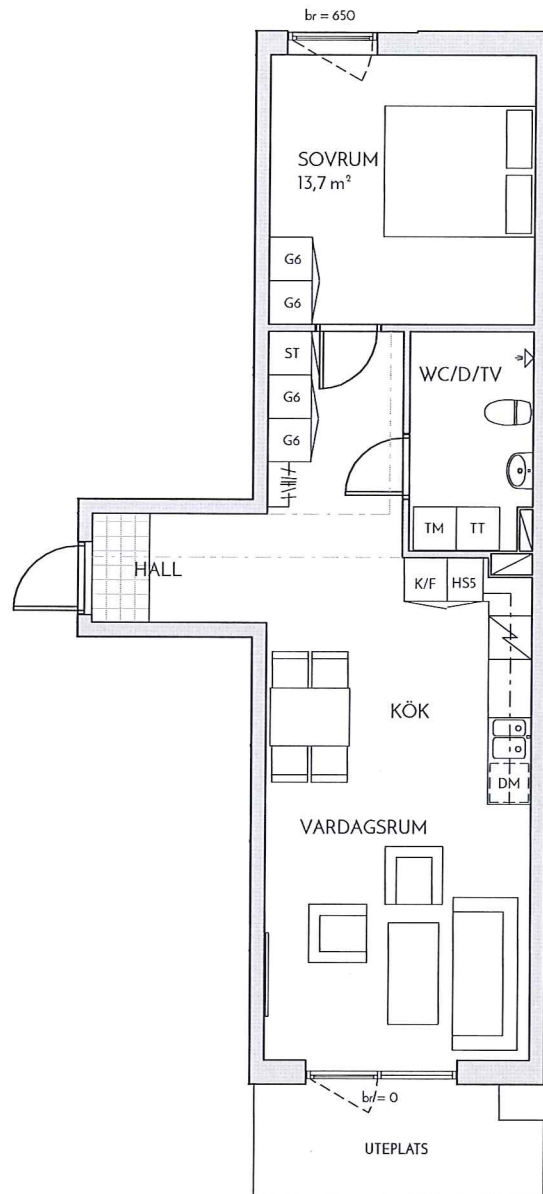 br = 650
SOVRUM
13,7 m²
G6
G6
ST
G6
G6
WC/D/TV
TM
TT
HALL
K/F
HS5
KÖK
DM
VARDAGSRUM
br = 0
UTEPLATS